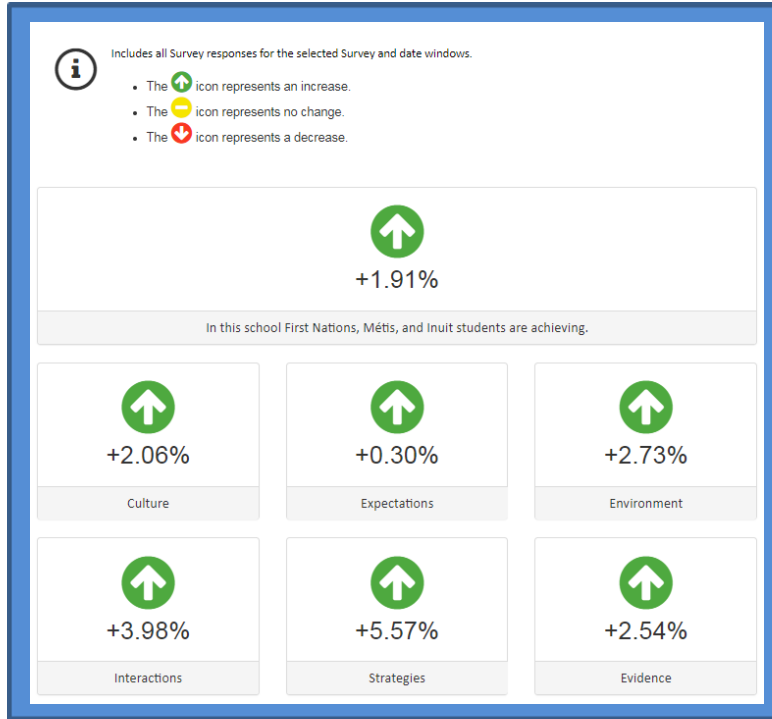 Includes all Survey responses for the selected Survey and date windows.
• The icon represents an increase.
• The icon represents no change.
• The icon represents a decrease.
+1.91%
In this school First Nations, Métis, and Inuit students are achieving.
+2.06%
Culture
+0.30%
Expectations
+2.73%
Environment
+3.98%
Interactions
+5.57%
Strategies
+2.54%
Evidence